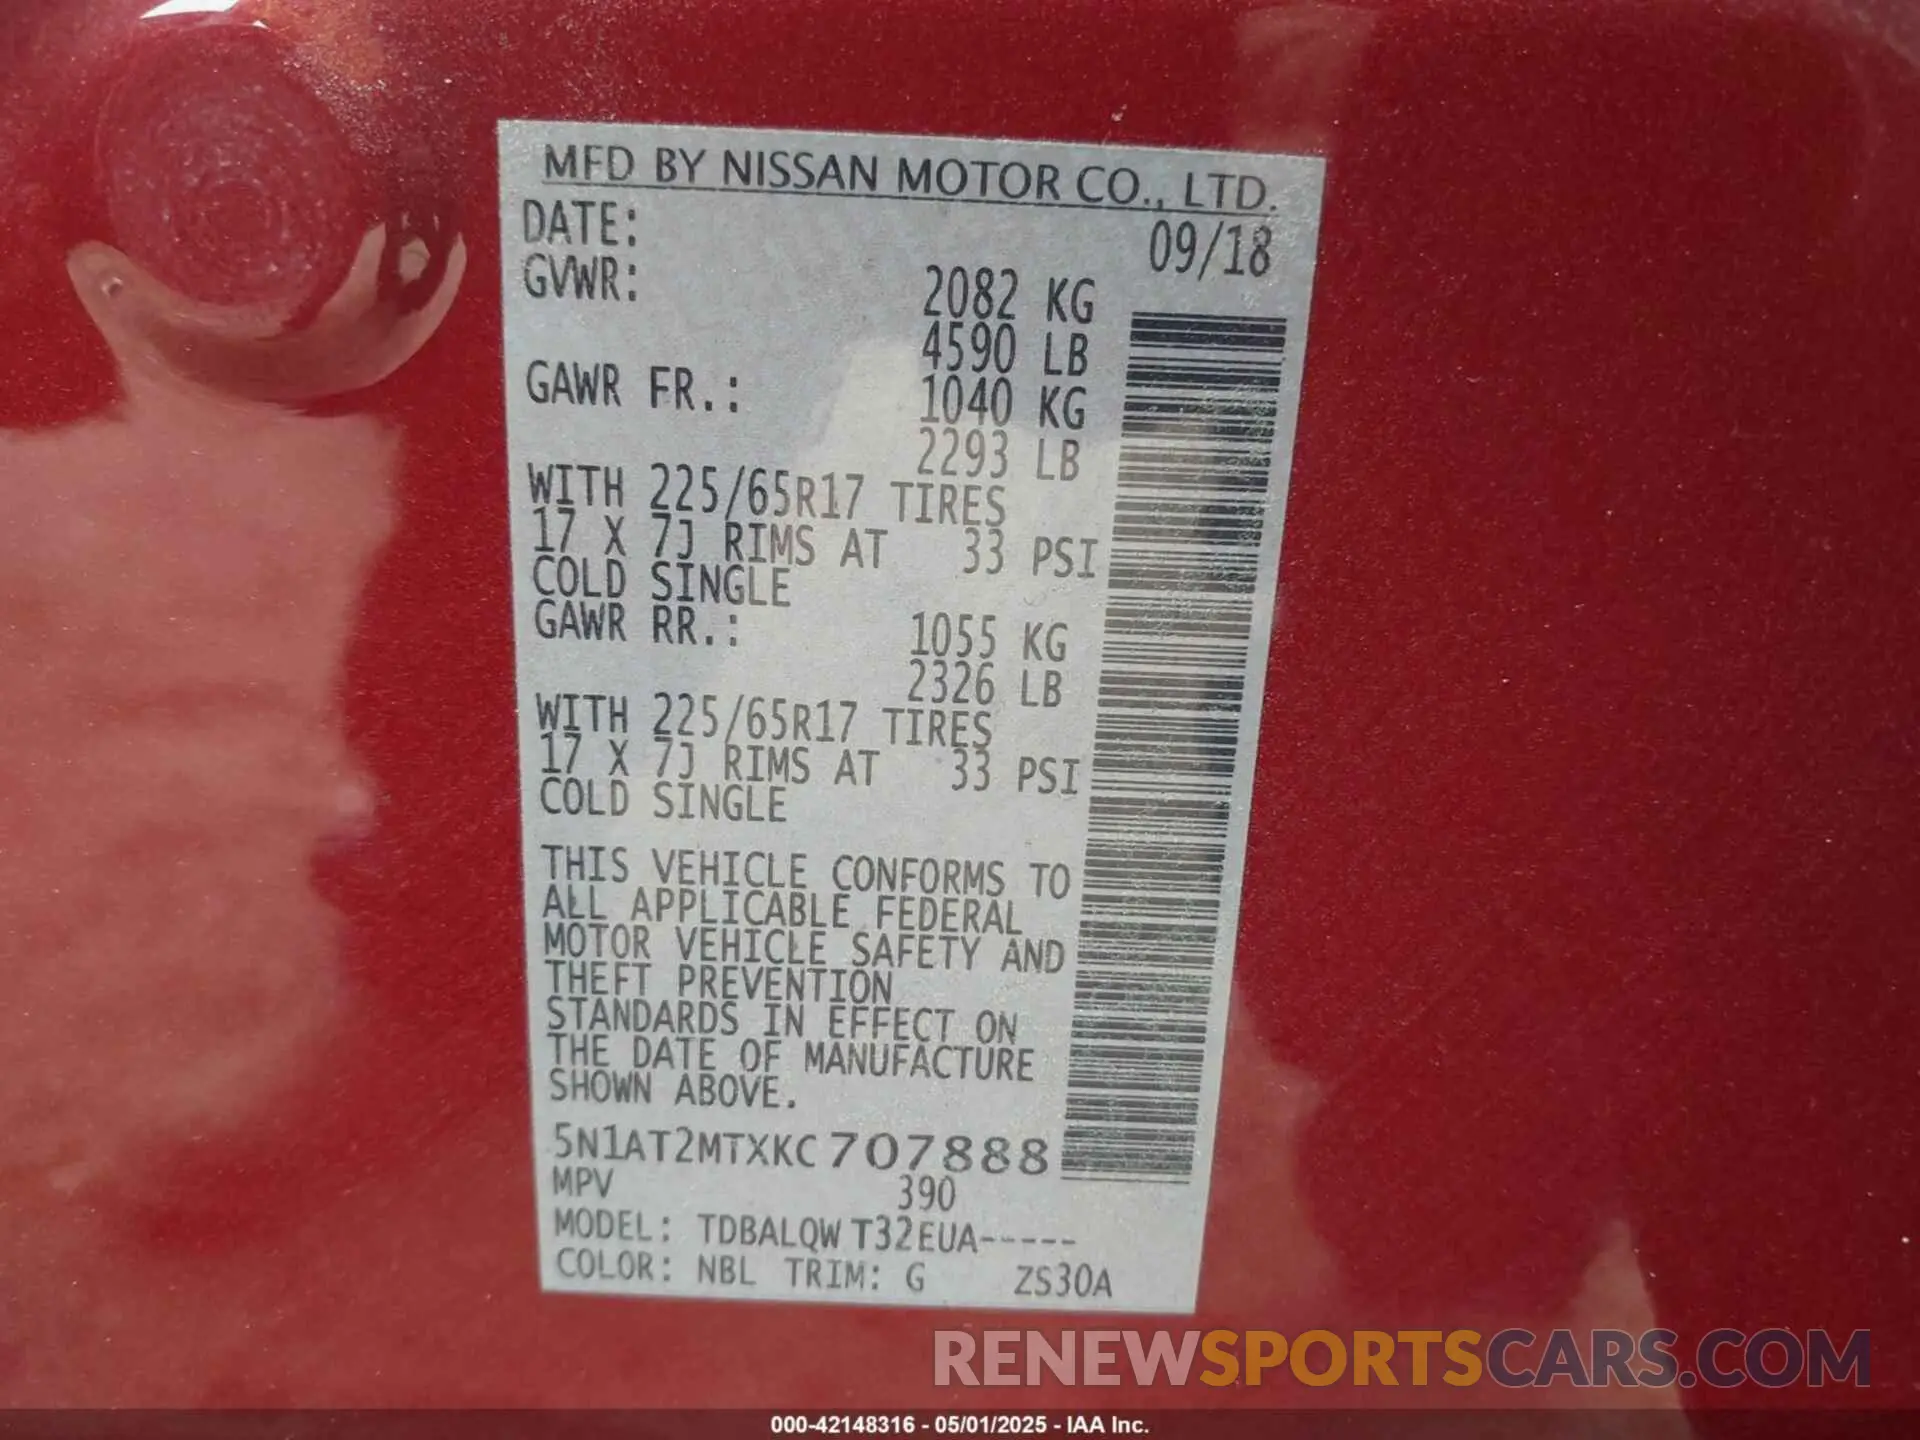 MFD BY NISSAN MOTOR CO., LTD.
DATE: 09/18
GVWR: 2082 KG
4590 LB
GAWR FR.: 1040 KG
2293 LB
WITH 225/65R17 TIRES
17 X 7J RIMS AT 33 PSI
COLD SINGLE
GAWR RR.: 1055 KG
2326 LB
WITH 225/65R17 TIRES
17 X 7J RIMS AT 33 PSI
COLD SINGLE
THIS VEHICLE CONFORMS TO
ALL APPLICABLE FEDERAL
MOTOR VEHICLE SAFETY AND
THEFT PREVENTION
STANDARDS IN EFFECT ON
THE DATE OF MANUFACTURE
SHOWN ABOVE.
5N1AT2MTXKC707888
MPV 390
MODEL: TDBALQW T32EUA-----
COLOR: NBL TRIM: G ZS30A
RENEWSPORTSCARS.COM
000-42148316 - 05/01/2025 - IAA Inc.